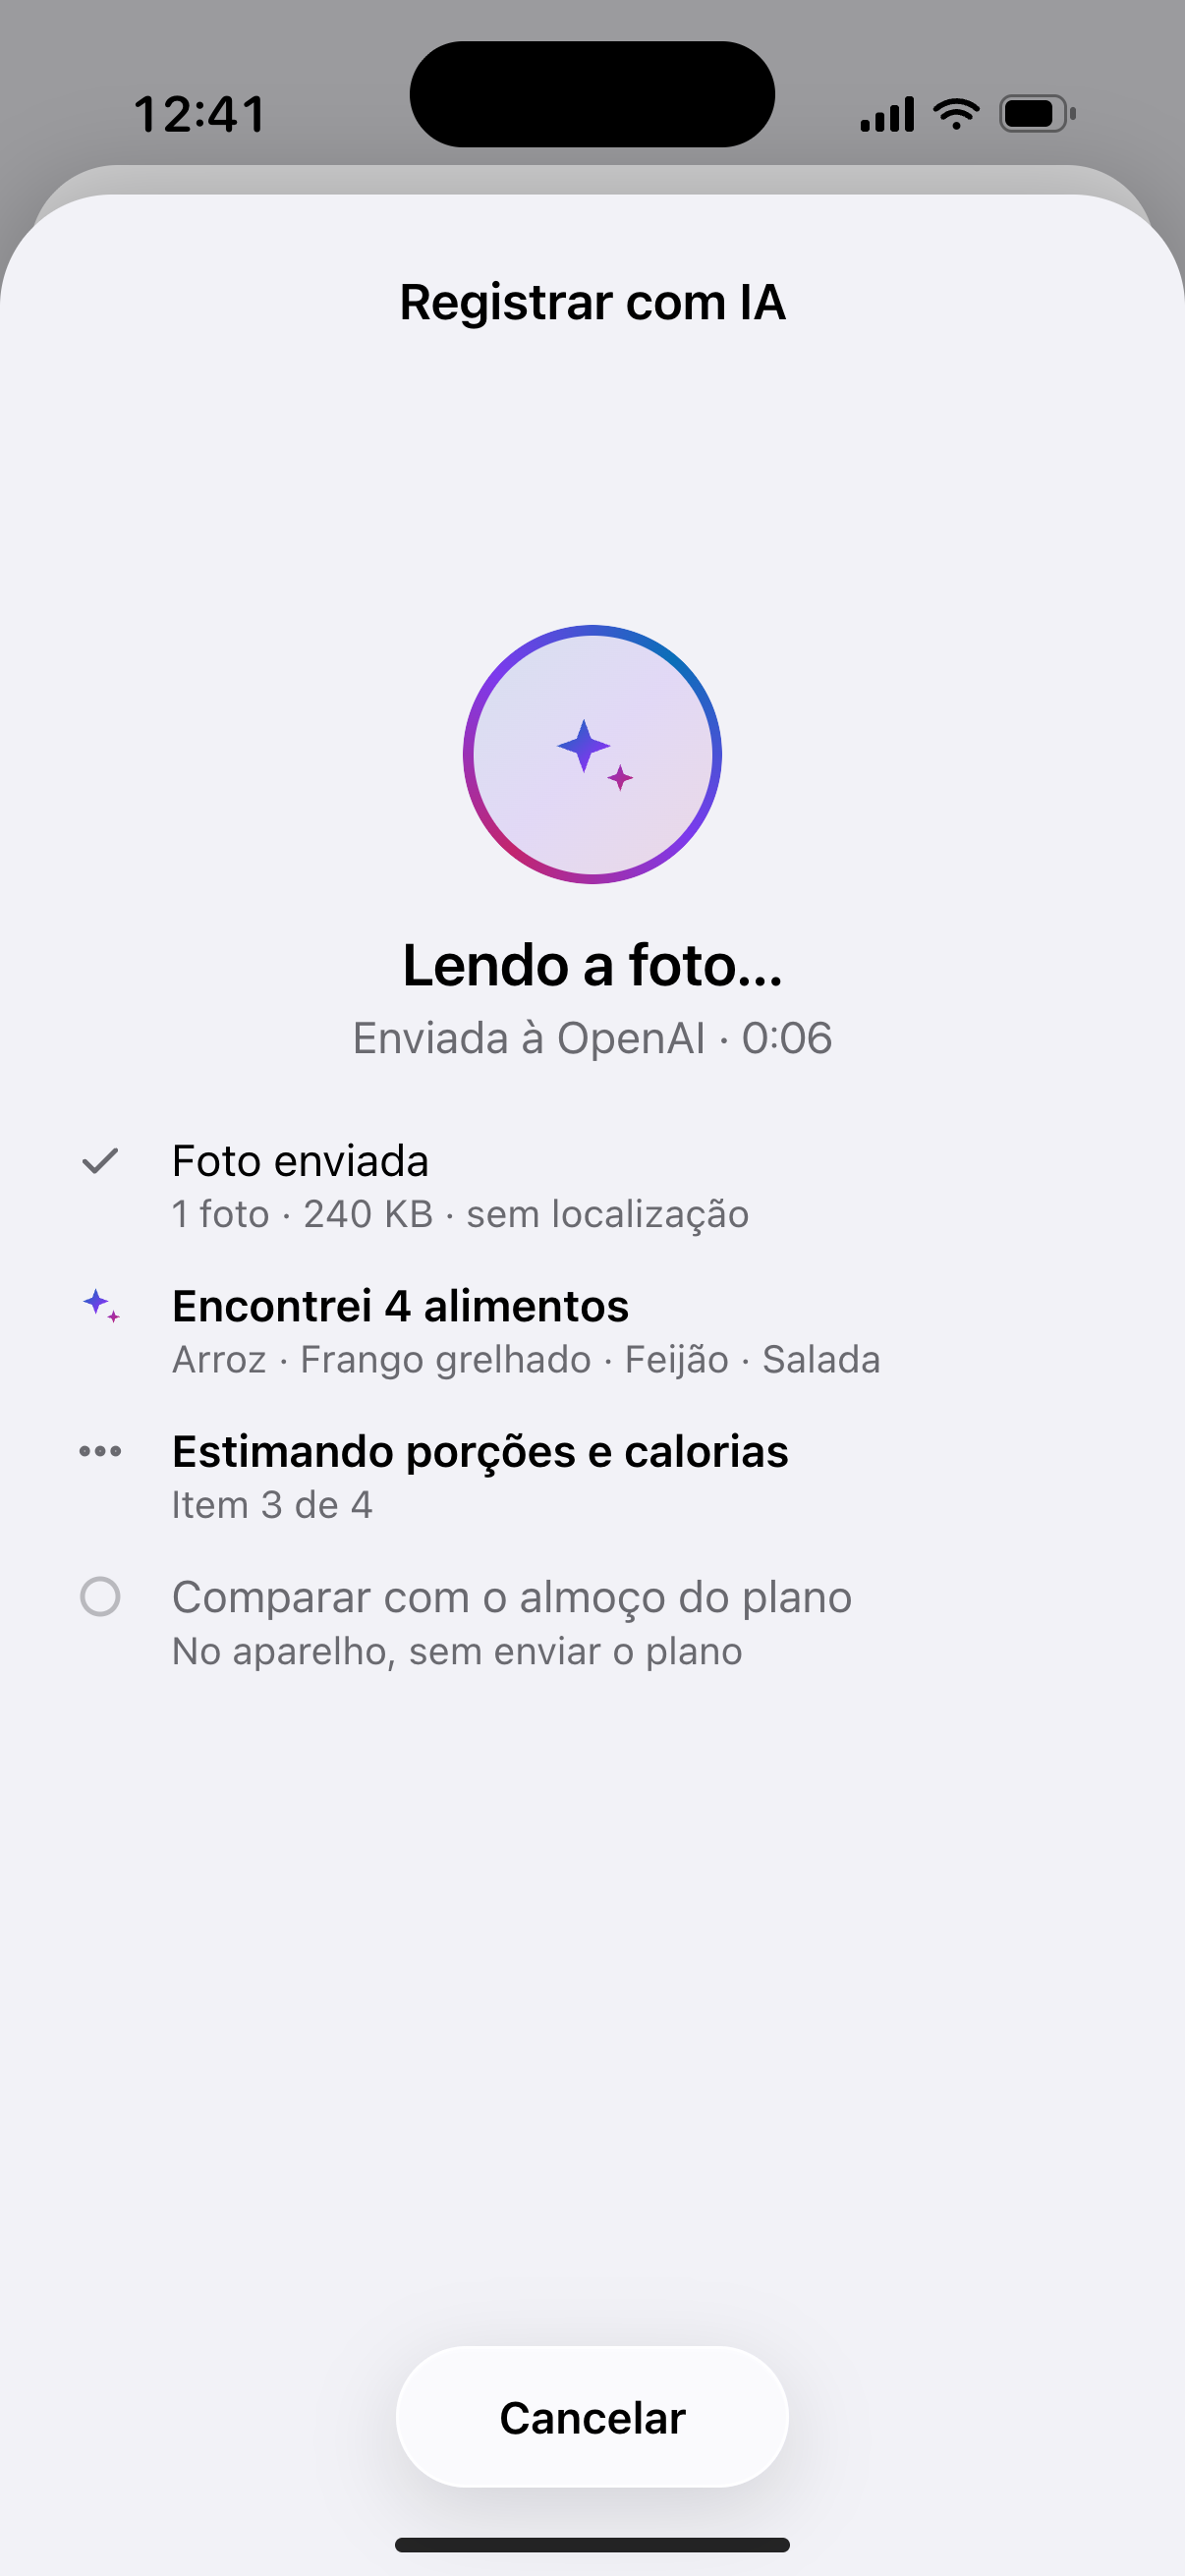 12:41
Registrar com IA
Lendo a foto...
Enviada à OpenAI · 0:06
Foto enviada
1 foto · 240 KB · sem localização
Encontrei 4 alimentos
Arroz · Frango grelhado · Feijão · Salada
Estimando porções e calorias
Item 3 de 4
Comparar com o almoço do plano
No aparelho, sem enviar o plano
Cancelar